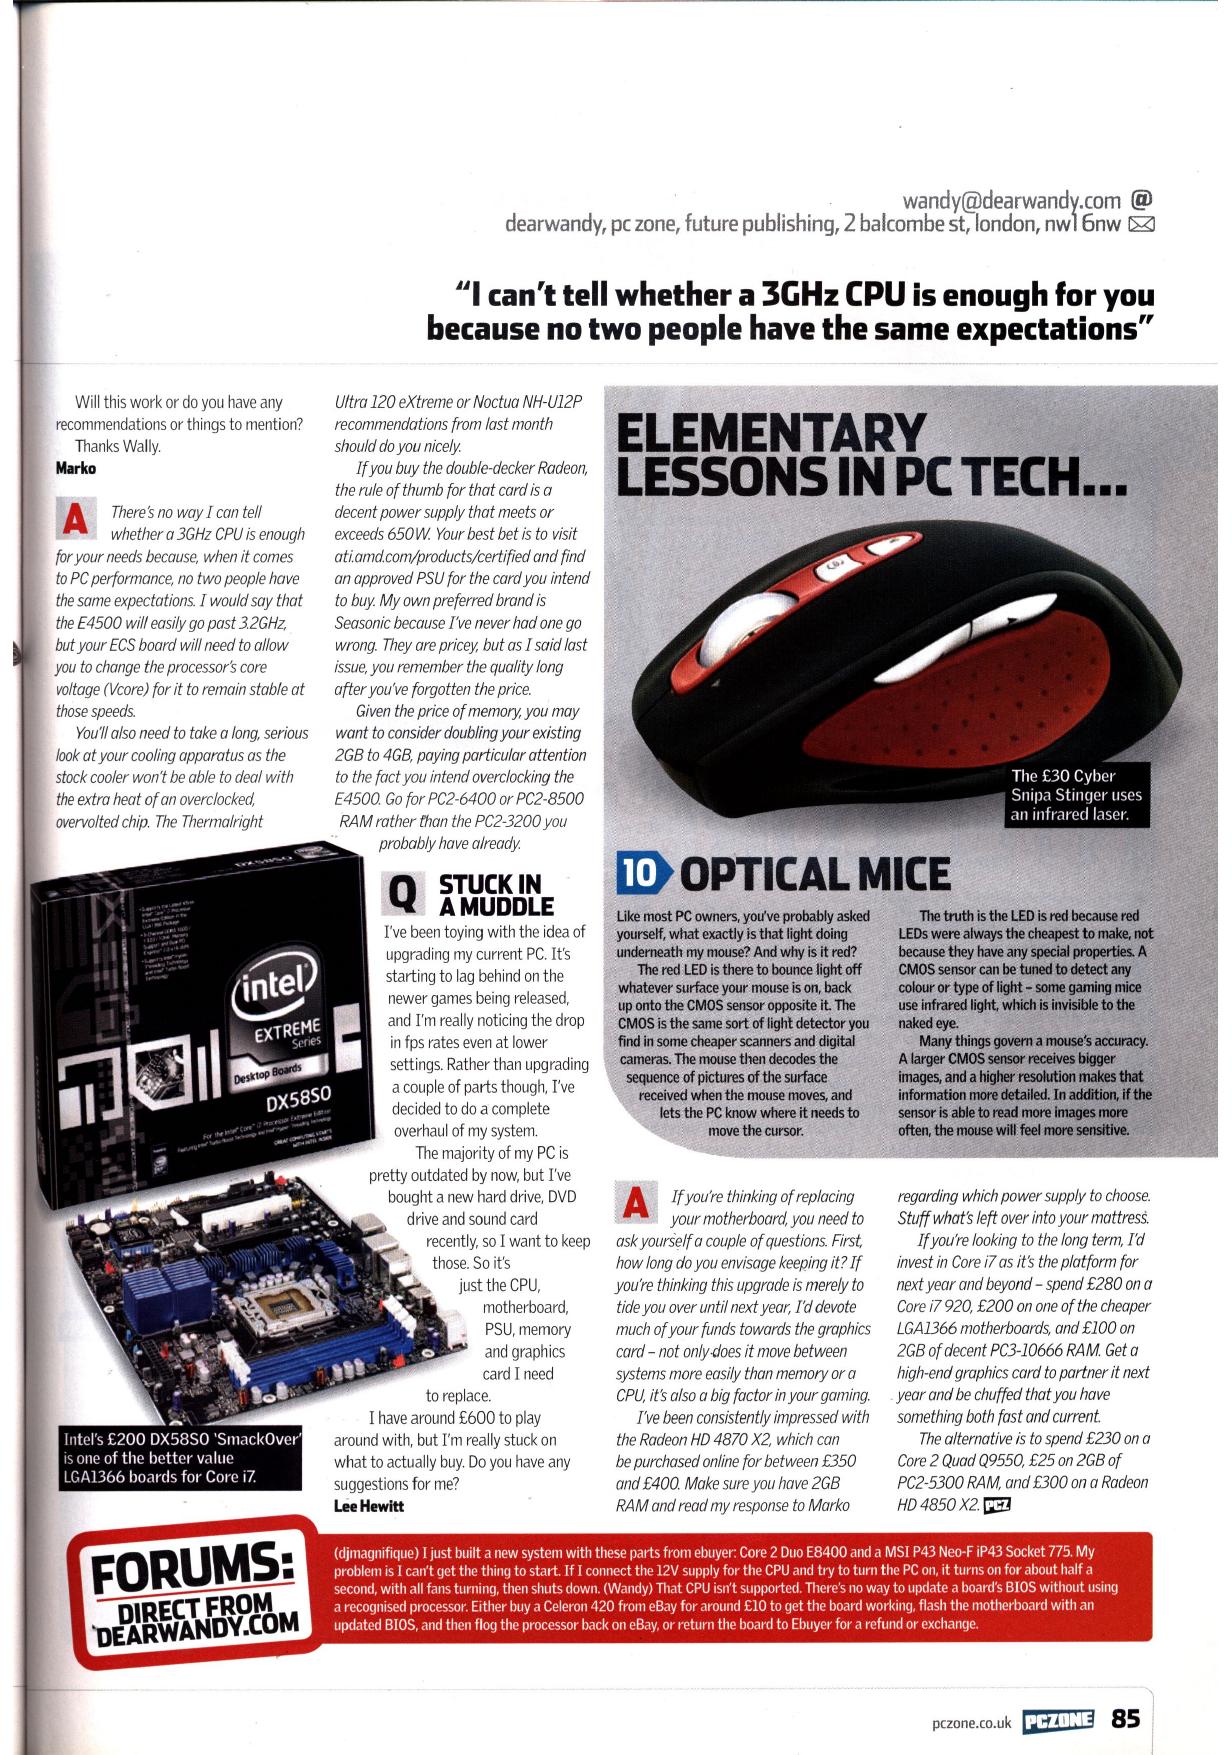 wandy@dearwandy.com @
dearwandy, pc zone, future publishing, 2 balcombe st, london, nw1 6nw
"I can't tell whether a 3GHz CPU is enough for you
because no two people have the same expectations"
Will this work or do you have any
recommendations or things to mention?
Thanks Wally.
Marko
A There's no way I can tell
whether a 3GHz CPU is enough
for your needs because, when it comes
to PC performance, no two people have
the same expectations. I would say that
the E4500 will easily go past 3.2GHz,
but your ECS board will need to allow
you to change the processor's core
voltage (Vcore) for it to remain stable at
those speeds.
You'll also need to take a long, serious
look at your cooling apparatus as the
stock cooler won't be able to deal with
the extra heat of an overclocked,
overvolted chip. The Thermalright
Ultra 120 eXtreme or Noctua NH-U12P
recommendations from last month
should do you nicely.
If you buy the double-decker Radeon,
the rule of thumb for that card is a
decent power supply that meets or
exceeds 650W. Your best bet is to visit
ati.amd.com/products/certified and find
an approved PSU for the card you intend
to buy. My own preferred brand is
Seasonic because I've never had one go
wrong. They are pricey, but as I said last
issue, you remember the quality long
after you've forgotten the price.
Given the price of memory, you may
want to consider doubling your existing
2GB to 4GB, paying particular attention
to the fact you intend overclocking the
E4500. Go for PC2-6400 or PC2-8500
RAM rather than the PC2-3200 you
probably have already.
DX58SO
intel
EXTREME
Series
Desktop Boards
DX58SO
Intel's £200 DX58SO 'SmackOver'
is one of the better value
LGA1366 boards for Core i7.
Q STUCK IN
A MUDDLE
I've been toying with the idea of
upgrading my current PC. It's
starting to lag behind on the
newer games being released,
and I'm really noticing the drop
in fps rates even at lower
settings. Rather than upgrading
a couple of parts though, I've
decided to do a complete
overhaul of my system.
The majority of my PC is
pretty outdated by now, but I've
bought a new hard drive, DVD
drive and sound card
recently, so I want to keep
those. So it's
just the CPU,
motherboard,
PSU, memory
and graphics
card I need
to replace.
I have around £600 to play
around with, but I'm really stuck on
what to actually buy. Do you have any
suggestions for me?
Lee Hewitt
ELEMENTARY
LESSONS IN PC TECH...
The £30 Cyber
Snipa Stinger uses
an infrared laser.
10 OPTICAL MICE
Like most PC owners, you've probably asked
yourself, what exactly is that light doing
underneath my mouse? And why is it red?
The red LED is there to bounce light off
whatever surface your mouse is on, back
up onto the CMOS sensor opposite it. The
CMOS is the same sort of light detector you
find in some cheaper scanners and digital
cameras. The mouse then decodes the
sequence of pictures of the surface
received when the mouse moves, and
lets the PC know where it needs to
move the cursor.
The truth is the LED is red because red
LEDs were always the cheapest to make, not
because they have any special properties. A
CMOS sensor can be tuned to detect any
colour or type of light – some gaming mice
use infrared light, which is invisible to the
naked eye.
Many things govern a mouse's accuracy.
A larger CMOS sensor receives bigger
images, and a higher resolution makes that
information more detailed. In addition, if the
sensor is able to read more images more
often, the mouse will feel more sensitive.
A If you're thinking of replacing
your motherboard, you need to
ask yourself a couple of questions. First,
how long do you envisage keeping it? If
you're thinking this upgrade is merely to
tide you over until next year, I'd devote
much of your funds towards the graphics
card – not only does it move between
systems more easily than memory or a
CPU, it's also a big factor in your gaming.
I've been consistently impressed with
the Radeon HD 4870 X2, which can
be purchased online for between £350
and £400. Make sure you have 2GB
RAM and read my response to Marko
regarding which power supply to choose.
Stuff what's left over into your mattress.
If you're looking to the long term, I'd
invest in Core i7 as it's the platform for
next year and beyond – spend £280 on a
Core i7 920, £200 on one of the cheaper
LGA1366 motherboards, and £100 on
2GB of decent PC3-10666 RAM. Get a
high-end graphics card to partner it next
year and be chuffed that you have
something both fast and current.
The alternative is to spend £230 on a
Core 2 Quad Q9550, £25 on 2GB of
PC2-5300 RAM, and £300 on a Radeon
HD 4850 X2. PCZ
FORUMS:
DIRECT FROM
DEARWANDY.COM
(djmagnifique) I just built a new system with these parts from ebuyer: Core 2 Duo E8400 and a MSI P43 Neo-F iP43 Socket 775. My
problem is I can't get the thing to start. If I connect the 12V supply for the CPU and try to turn the PC on, it turns on for about half a
second, with all fans turning, then shuts down. (Wandy) That CPU isn't supported. There's no way to update a board's BIOS without using
a recognised processor. Either buy a Celeron 420 from eBay for around £10 to get the board working, flash the motherboard with an
updated BIOS, and then flog the processor back on eBay, or return the board to Ebuyer for a refund or exchange.
pczone.co.uk PCZONE 85